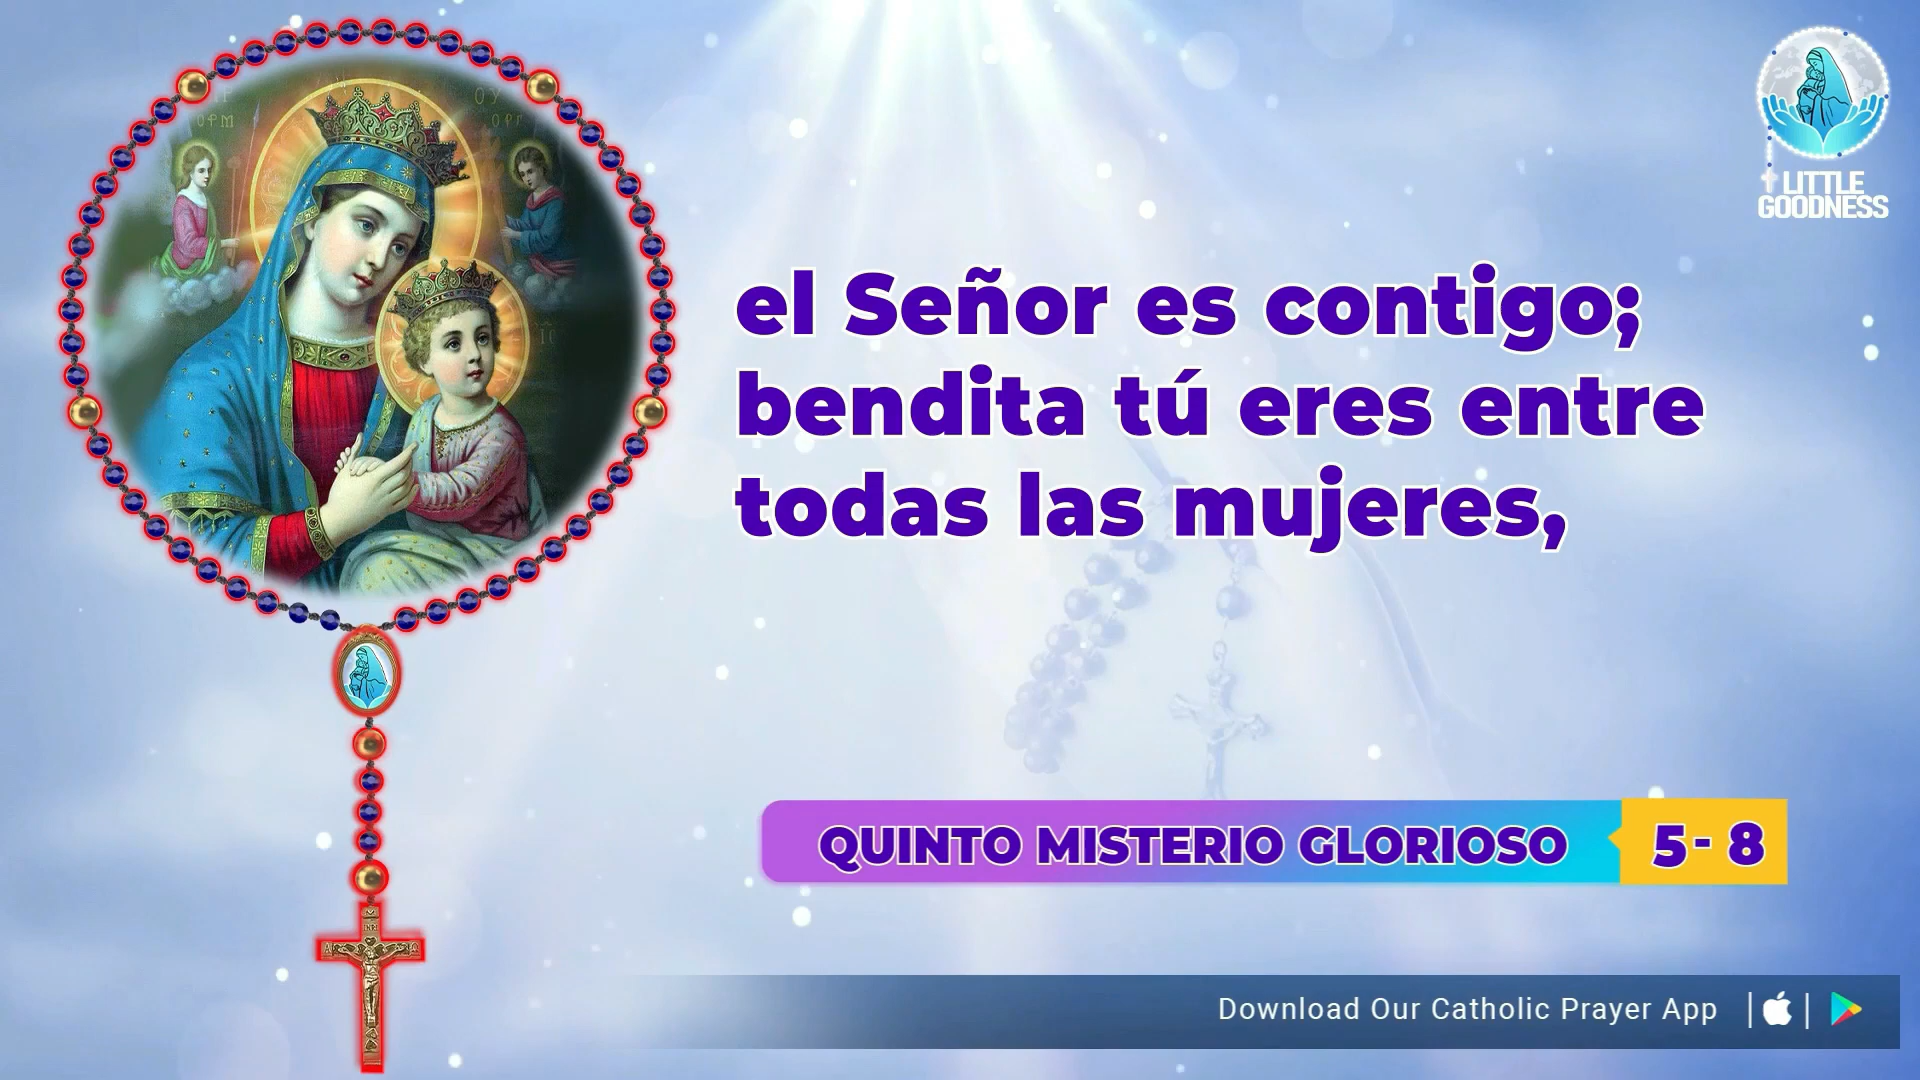 LITTLE
GOODNESS
el Señor es contigo;
bendita tú eres entre
todas las mujeres,
QUINTO MISTERIO GLORIOSO 5- 8
INRI
Download Our Catholic Prayer App